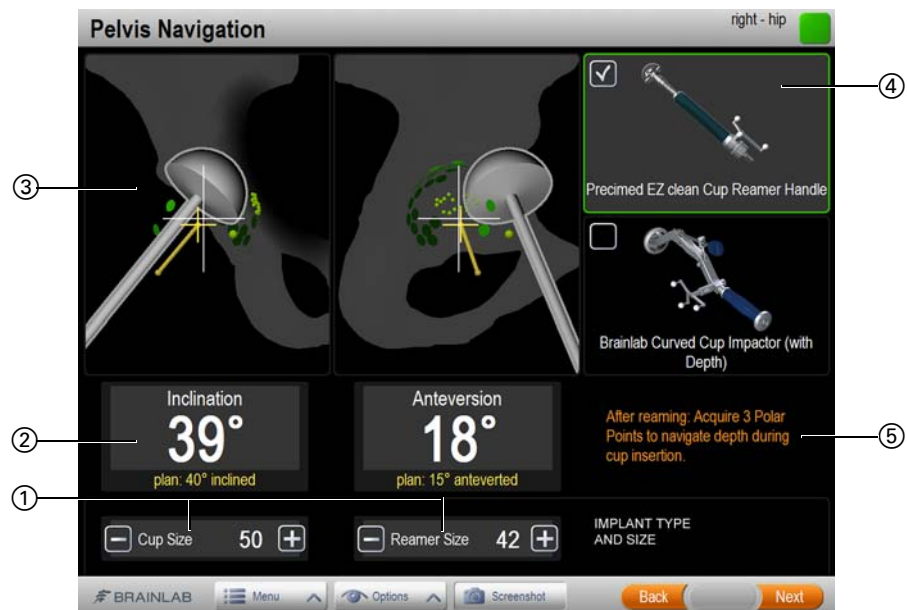 Pelvis Navigation
right - hip
③
④
Precimed EZ clean Cup Reamer Handle
Brainlab Curved Cup Impactor (with
Depth)
②
Inclination
39°
plan: 40° inclined
Anteversion
18°
plan: 15° anteverted
After reaming: Acquire 3 Polar
Points to navigate depth during
cup insertion.
⑤
①
Cup Size 50
Reamer Size 42
IMPLANT TYPE
AND SIZE
BRAINLAB
Menu
Options
Screenshot
Back
Next